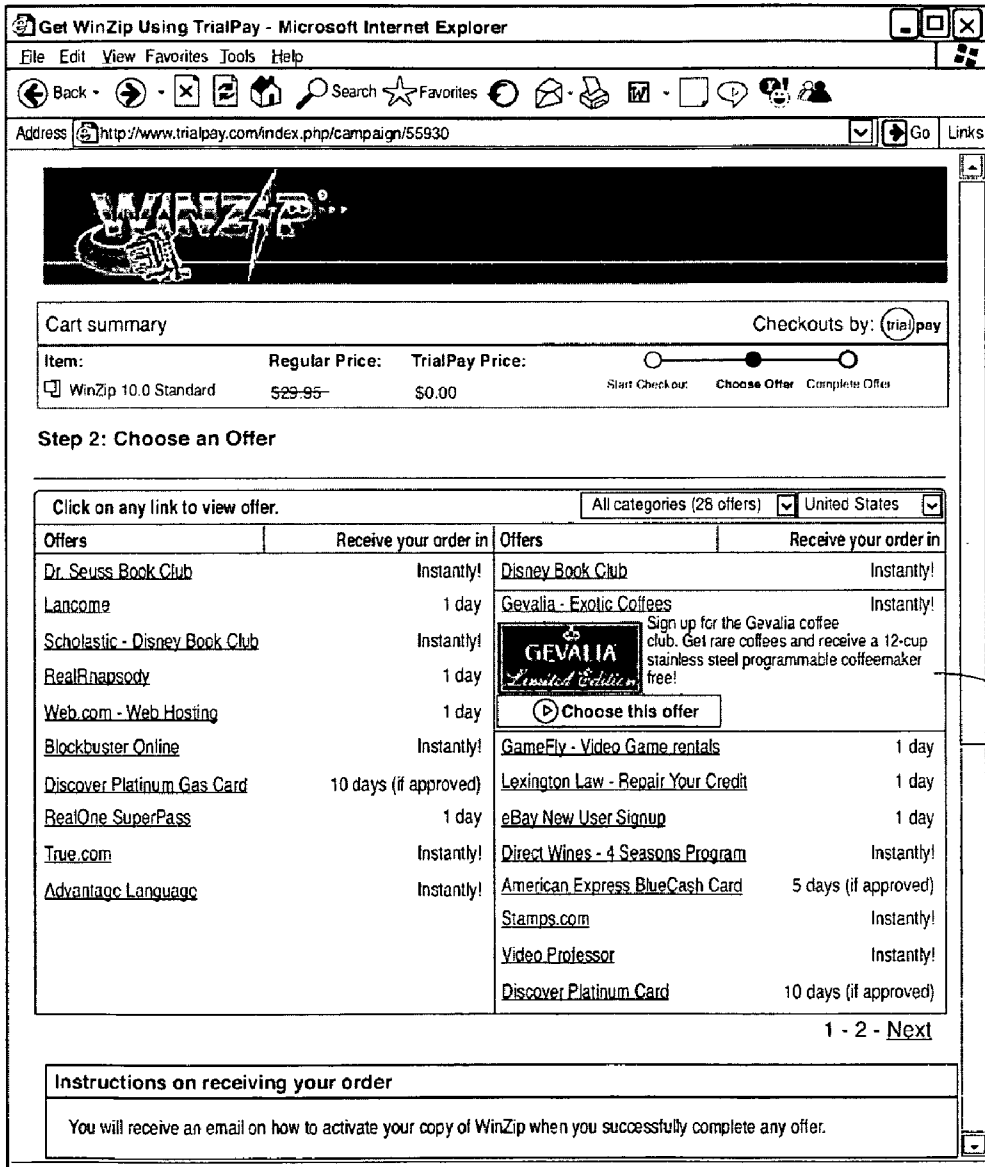 Get WinZip Using TrialPay - Microsoft Internet Explorer
File Edit View Favorites Tools Help
Back Search Favorites W
Address http://www.trialpay.com/index.php/campaign/55930 Go Links
WINZIP
Cart summary Checkouts by: trialpay
Item: Regular Price: TrialPay Price:
WinZip 10.0 Standard $29.95 $0.00
Start Checkout Choose Offer Complete Offer
Step 2: Choose an Offer
Click on any link to view offer. All categories (28 offers) United States
Offers Receive your order in Offers Receive your order in
Dr. Seuss Book Club Instantly!
Lancome 1 day
Scholastic - Disney Book Club Instantly!
RealRhapsody 1 day
Web.com - Web Hosting 1 day
Blockbuster Online Instantly!
Discover Platinum Gas Card 10 days (if approved)
RealOne SuperPass 1 day
True.com Instantly!
Advantage Language Instantly!
Disney Book Club Instantly!
Gevalia - Exotic Coffees Instantly!
GEVALIA
Limited Edition
Sign up for the Gevalia coffee
club. Get rare coffees and receive a 12-cup
stainless steel programmable coffeemaker
free!
Choose this offer
GameFly - Video Game rentals 1 day
Lexington Law - Repair Your Credit 1 day
eBay New User Signup 1 day
Direct Wines - 4 Seasons Program Instantly!
American Express BlueCash Card 5 days (if approved)
Stamps.com Instantly!
Video Professor Instantly!
Discover Platinum Card 10 days (if approved)
1 - 2 - Next
Instructions on receiving your order
You will receive an email on how to activate your copy of WinZip when you successfully complete any offer.